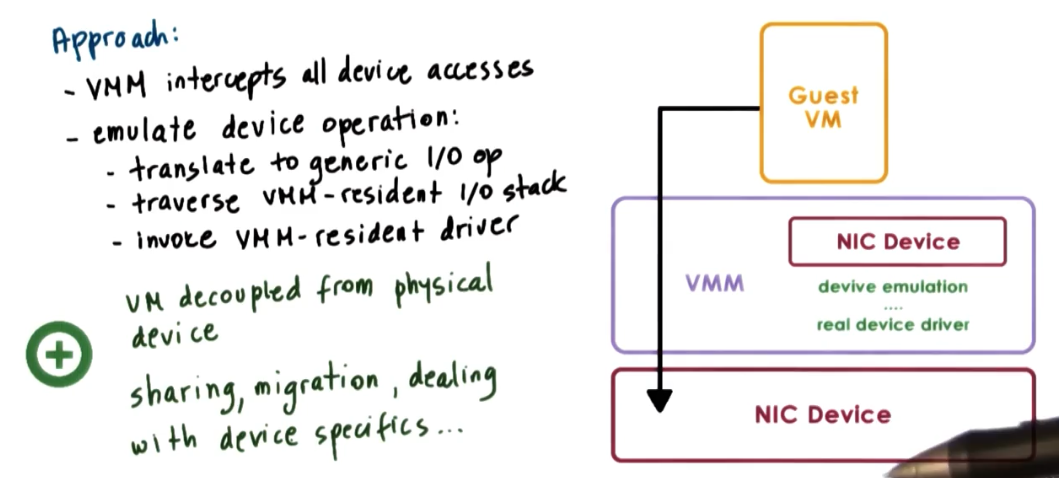 Approach:
- VMM intercepts all device accesses
- emulate device operation:
- translate to generic I/O op
- traverse VMM-resident I/O stack
- invoke VMM-resident driver
VM decoupled from physical
device
sharing, migration, dealing
with device specifics...
Guest
VM
VMM
NIC Device
devive emulation
....
real device driver
NIC Device